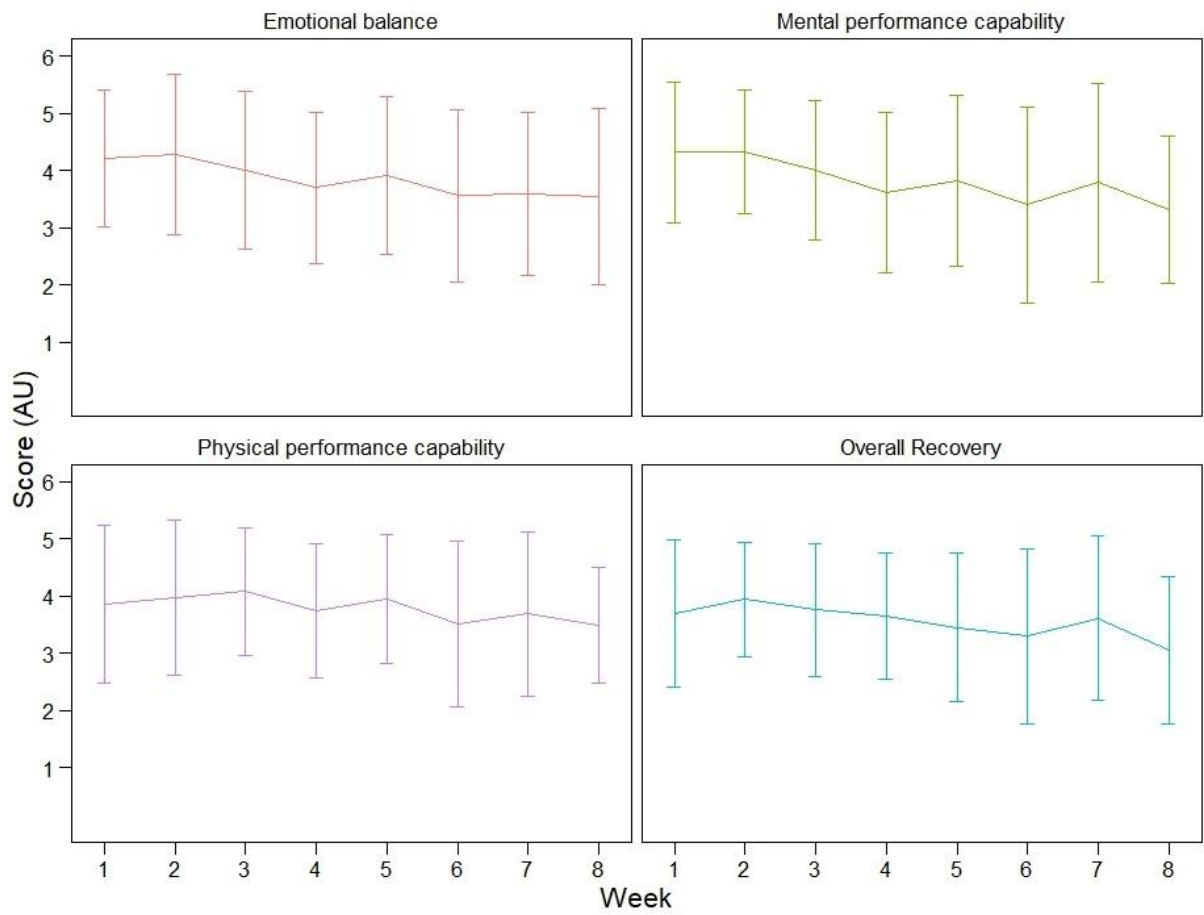 Emotional balance
Mental performance capability
6
5
4
3
2
1
Score (AU)
Physical performance capability
Overall Recovery
6
5
4
3
2
1
1 2 3 4 5 6 7 8
1 2 3 4 5 6 7 8
Week